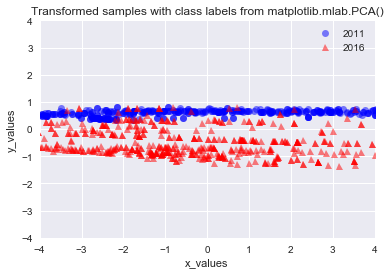 Transformed samples with class labels from matplotlib.mlab.PCA()
4
3
2
1
0
−1
−2
−3
−4
y_values
2011
2016
−4 −3 −2 −1 0 1 2 3 4
x_values